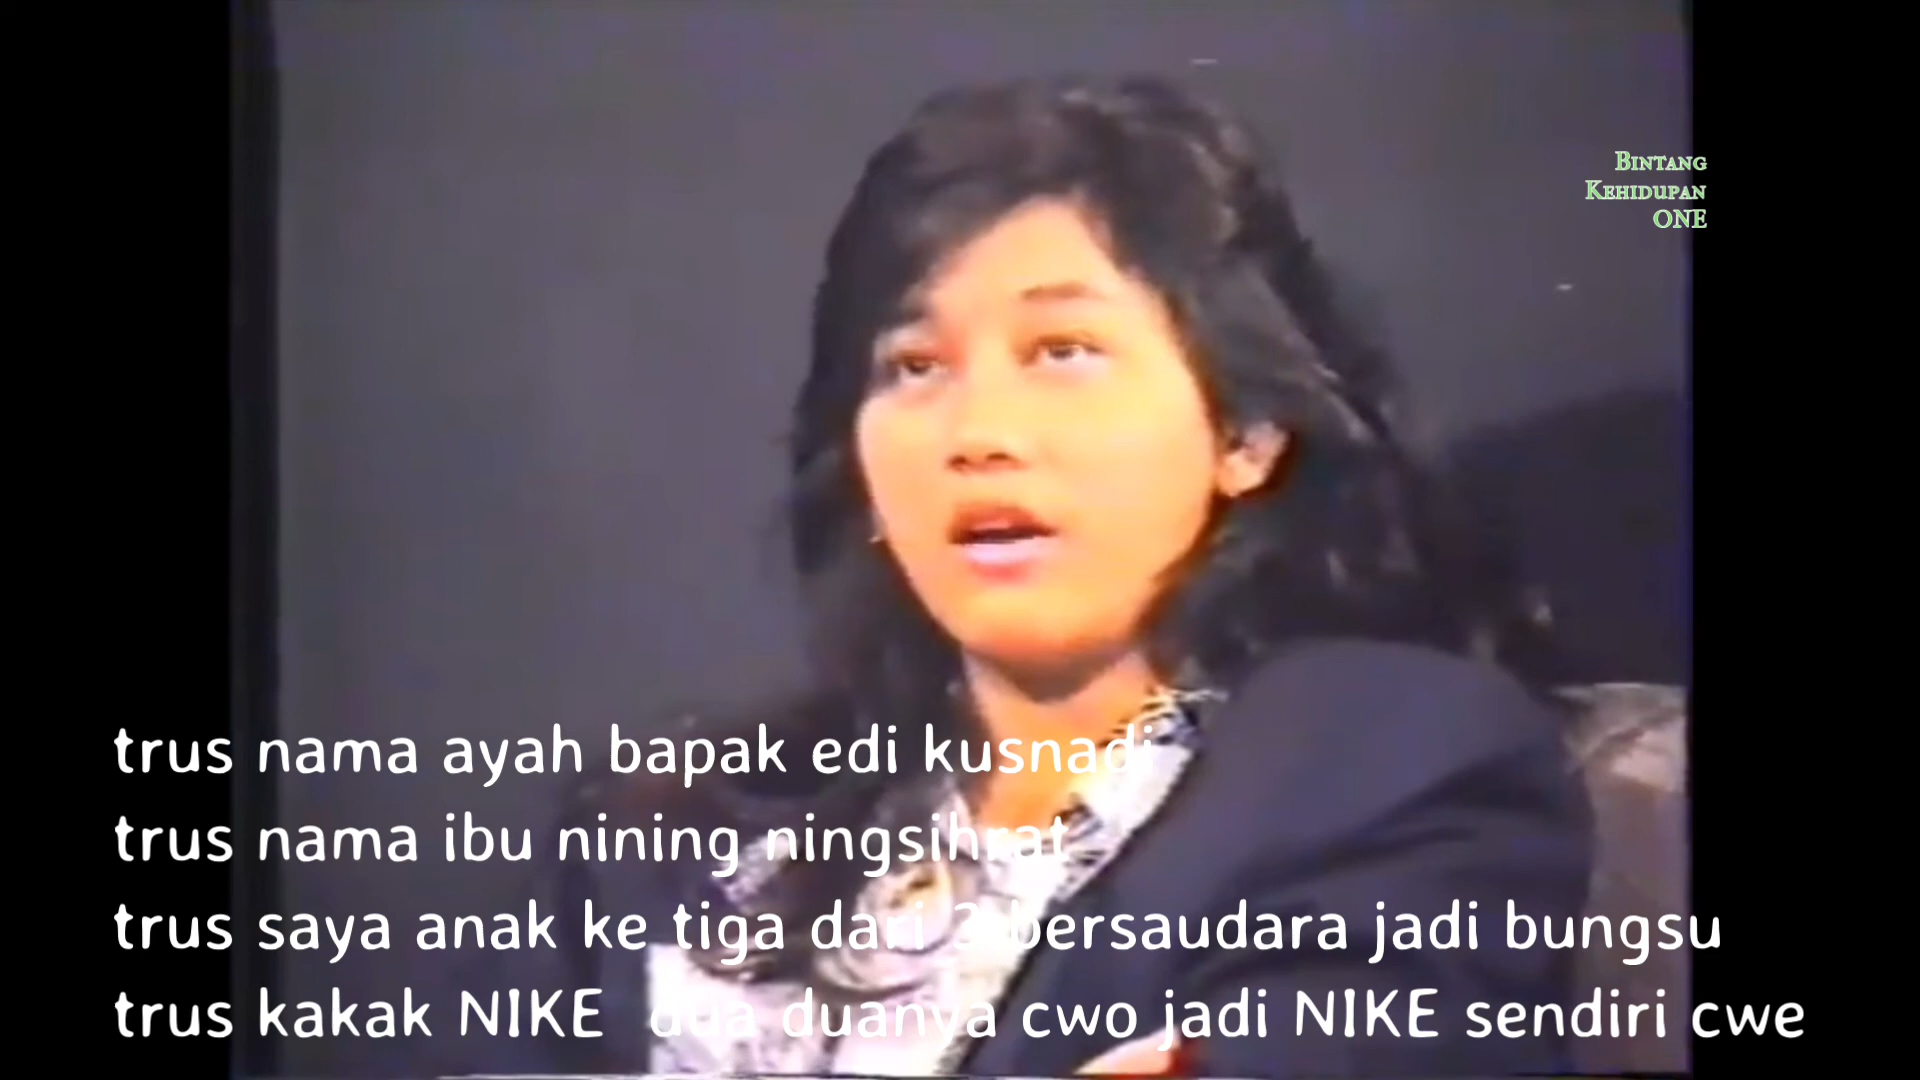 Bintang
Kehidupan
ONE
trus nama ayah bapak edi kusnadi
trus nama ibu nining ningsihrat
trus saya anak ke tiga dari 3 bersaudara jadi bungsu
trus kakak NIKE dua duanya cwo jadi NIKE sendiri cwe